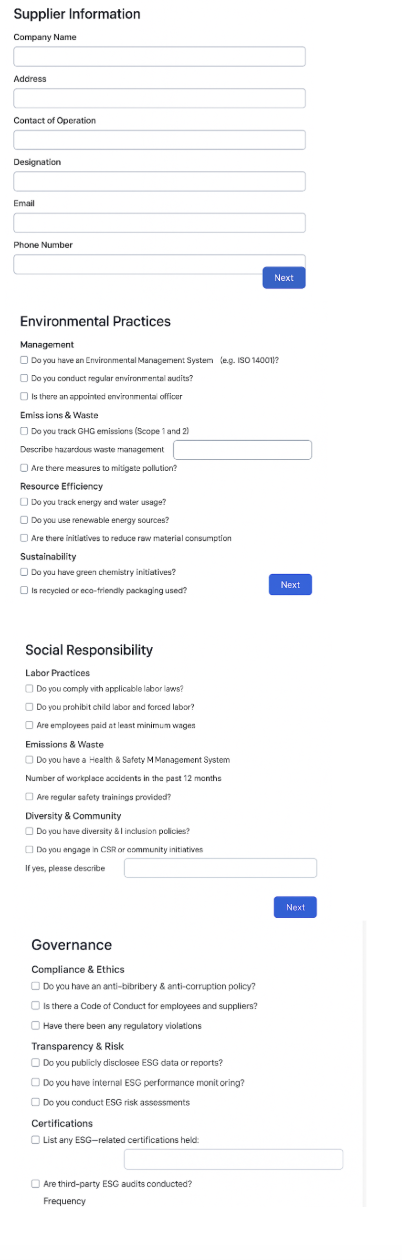 Supplier Information
Company Name
Address
Contact of Operation
Designation
Email
Phone Number
Next
Environmental Practices
Management
Do you have an Environmental Management System (e.g. ISO 14001)?
Do you conduct regular environmental audits?
Is there an appointed environmental officer
Emissions & Waste
Do you track GHG emissions (Scope 1 and 2)
Describe hazardous waste management
Are there measures to mitigate pollution?
Resource Efficiency
Do you track energy and water usage?
Do you use renewable energy sources?
Are there initiatives to reduce raw material consumption
Sustainability
Do you have green chemistry initiatives?
Next
Is recycled or eco-friendly packaging used?
Social Responsibility
Labor Practices
Do you comply vith applicable labor laws?
Do you prohibit child labor and forced labor?
Are employees paid at least minimum wages
Emissions & Waste
Do you have a Health & Safety M Management System
Number of workplace accidents in the past 12 months
Are regular safety trainings provided?
Diversity & Community
Do you have diversity & I inclusion policies?
Do you engage in CSR or community initiatives
If yes, please describe
Next
Governance
Compliance & Ethics
Do you have an anti-bibribery & anti-corruption policy?
Is there a Code of Conduct for employees and suppliers?
Have there been any regulatory violations
Transparency & Risk
Do you publicly disclosee ESG data or reports?
Do you have internal ESG performance monit oring?
Do you conduct ESG risk assessments
Certifications
List any ESG—related certifications held:
Are third-party ESG audits conducted?
Frequency